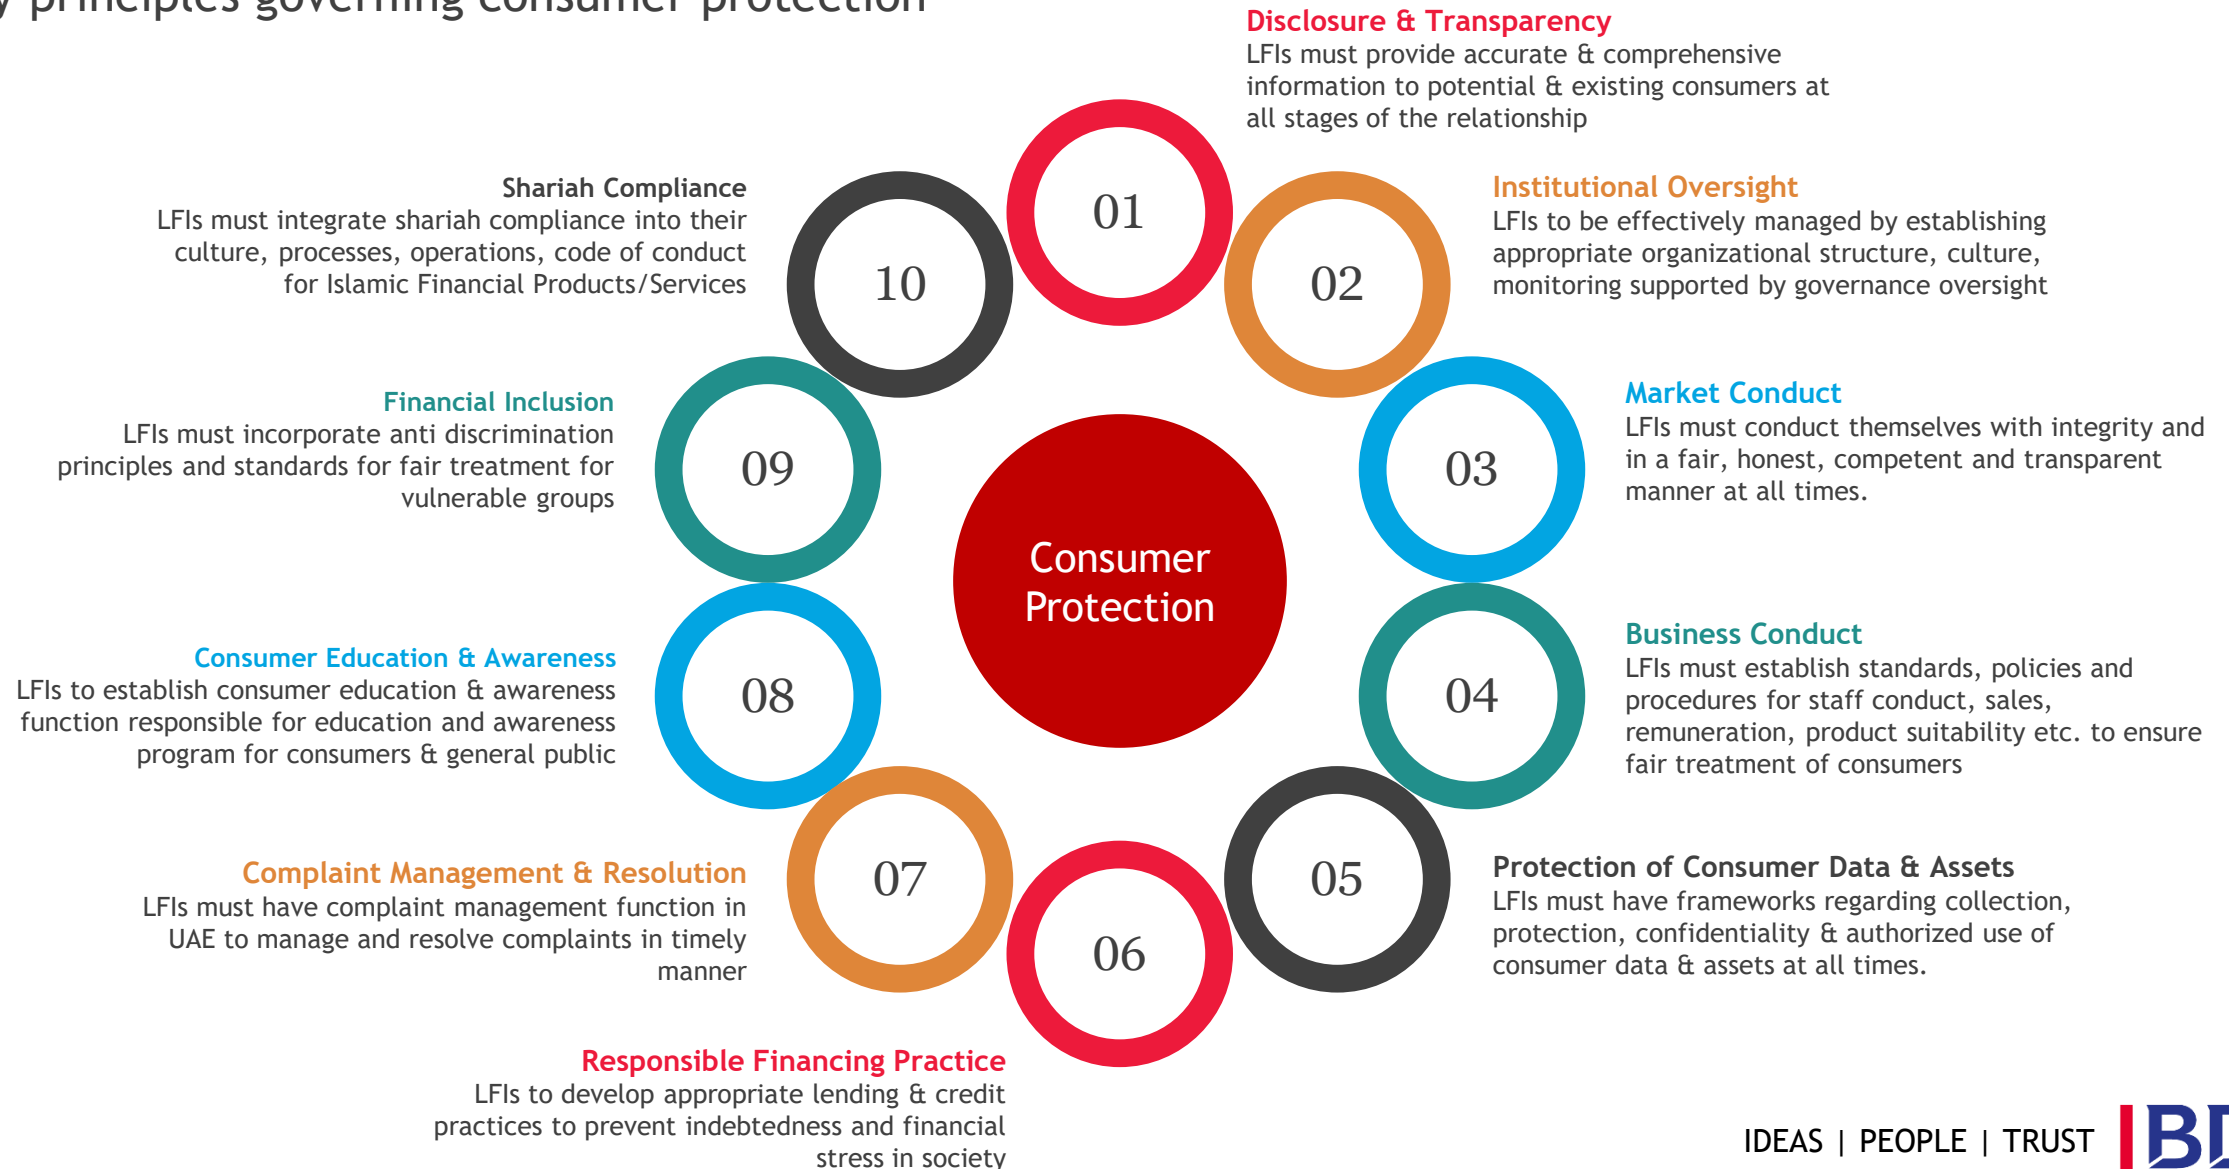 principles governing consumer protection
Disclosure & Transparency
LFIs must provide accurate & comprehensive
information to potential & existing consumers at
all stages of the relationship
01
Institutional Oversight
LFIs to be effectively managed by establishing
appropriate organizational structure, culture,
monitoring supported by governance oversight
02
Market Conduct
LFIs must conduct themselves with integrity and
in a fair, honest, competent and transparent
manner at all times.
03
Business Conduct
LFIs must establish standards, policies and
procedures for staff conduct, sales,
remuneration, product suitability etc. to ensure
fair treatment of consumers
04
Protection of Consumer Data & Assets
LFIs must have frameworks regarding collection,
protection, confidentiality & authorized use of
consumer data & assets at all times.
05
Responsible Financing Practice
LFIs to develop appropriate lending & credit
practices to prevent indebtedness and financial
stress in society
06
Complaint Management & Resolution
LFIs must have complaint management function in
UAE to manage and resolve complaints in timely
manner
07
Consumer Education & Awareness
LFIs to establish consumer education & awareness
function responsible for education and awareness
program for consumers & general public
08
Financial Inclusion
LFIs must incorporate anti discrimination
principles and standards for fair treatment for
vulnerable groups
09
Shariah Compliance
LFIs must integrate shariah compliance into their
culture, processes, operations, code of conduct
for Islamic Financial Products/Services
10
Consumer
Protection
IDEAS | PEOPLE | TRUST